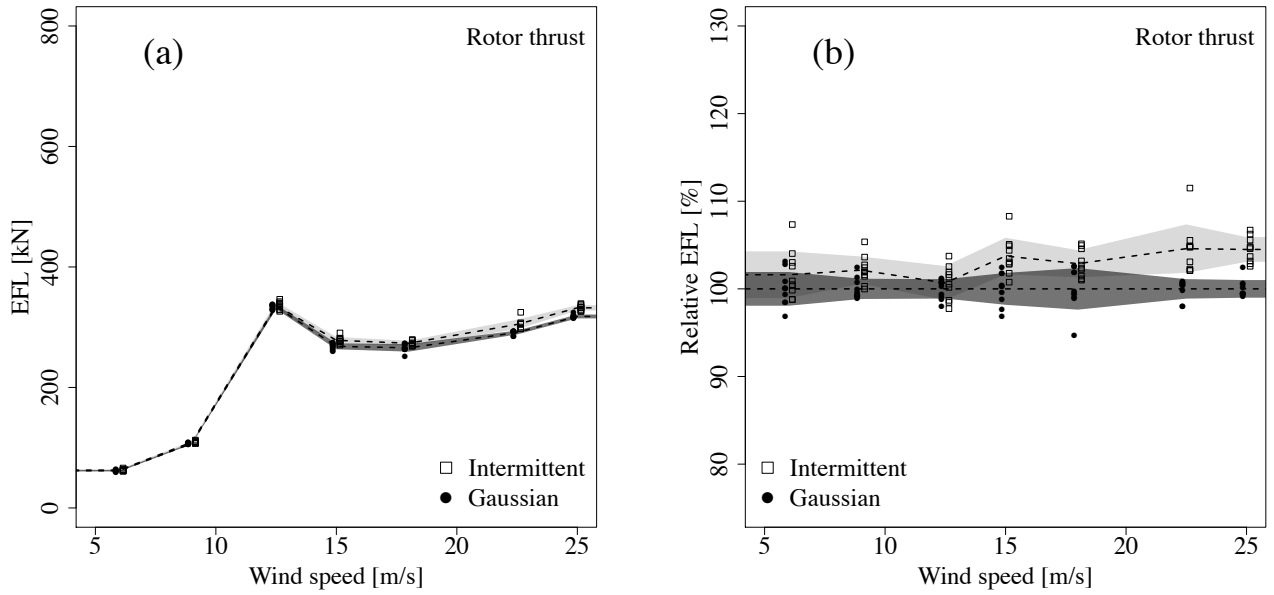 (a)
Rotor thrust
EFL [kN]
800
600
400
200
0
Intermittent
Gaussian
5
10
15
20
25
Wind speed [m/s]
(b)
Rotor thrust
Relative EFL [%]
130
120
110
100
90
80
Intermittent
Gaussian
5
10
15
20
25
Wind speed [m/s]